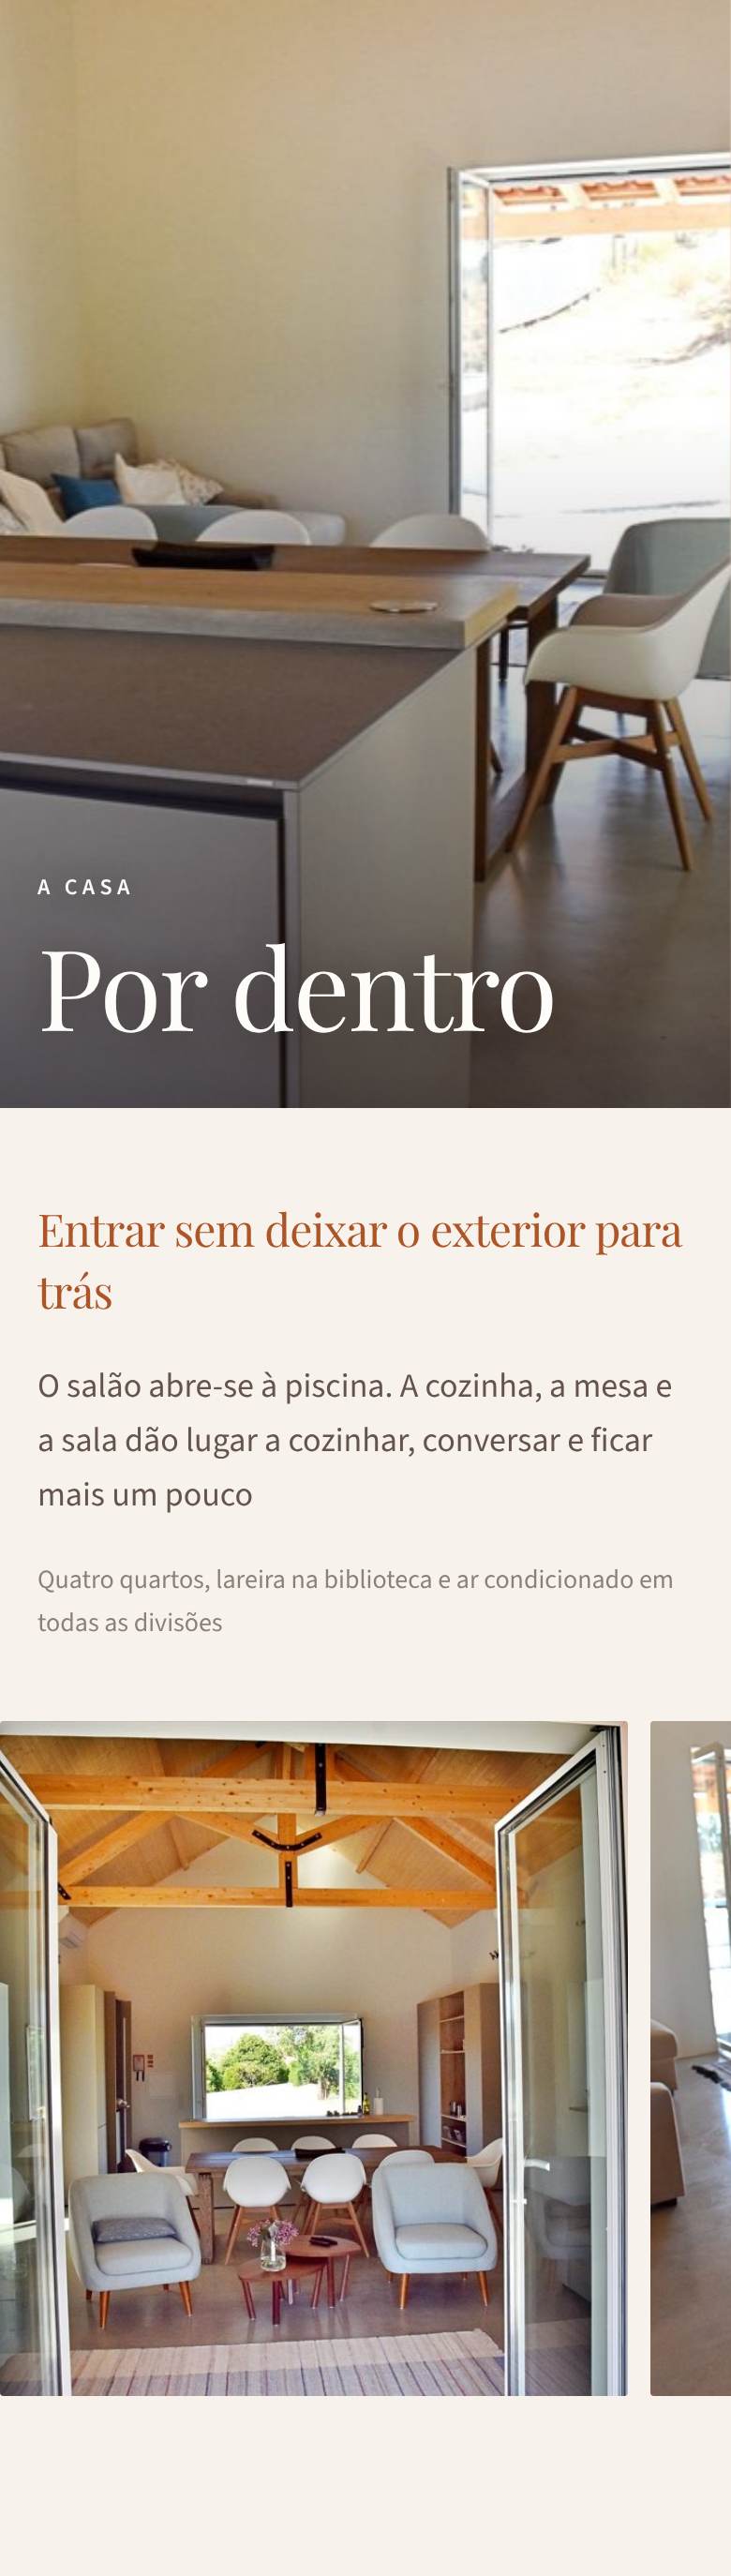 A CASA
Por dentro
Entrar sem deixar o exterior para
trás
O salão abre-se à piscina. A cozinha, a mesa e
a sala dão lugar a cozinhar, conversar e ficar
mais um pouco
Quatro quartos, lareira na biblioteca e ar condicionado em
todas as divisões